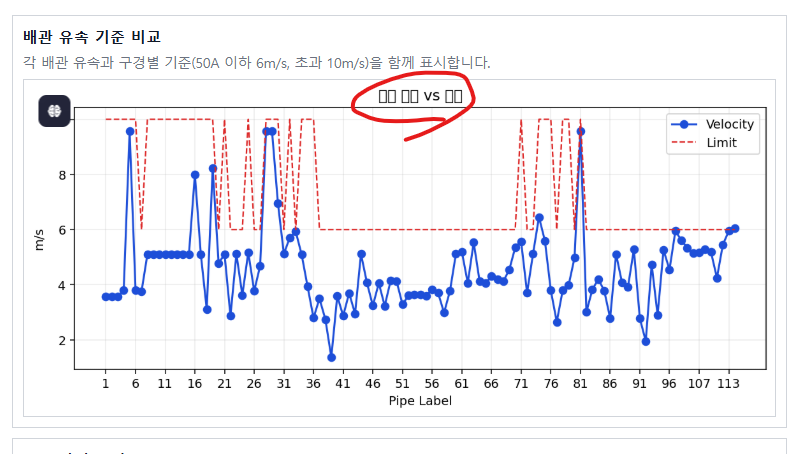 배관 유속 기준 비교
각 배관 유속과 구경별 기준(50A 이하 6m/s, 초과 10m/s)을 함께 표시합니다.
vs
Velocity
Limit
8
6
4
2
m/s
1 6 11 16 21 26 31 36 41 46 51 56 61 66 71 76 81 86 91 96 107 113
Pipe Label